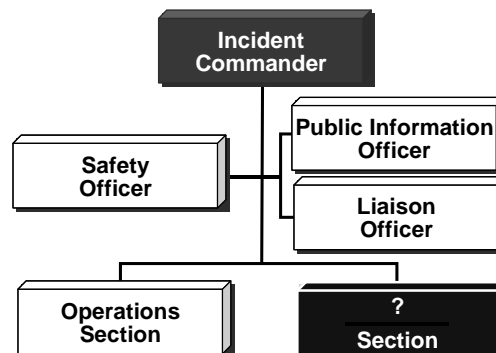 Incident
Commander
Public Information
Officer
Safety
Officer
Liaison
Officer
Operations
Section
?
Section